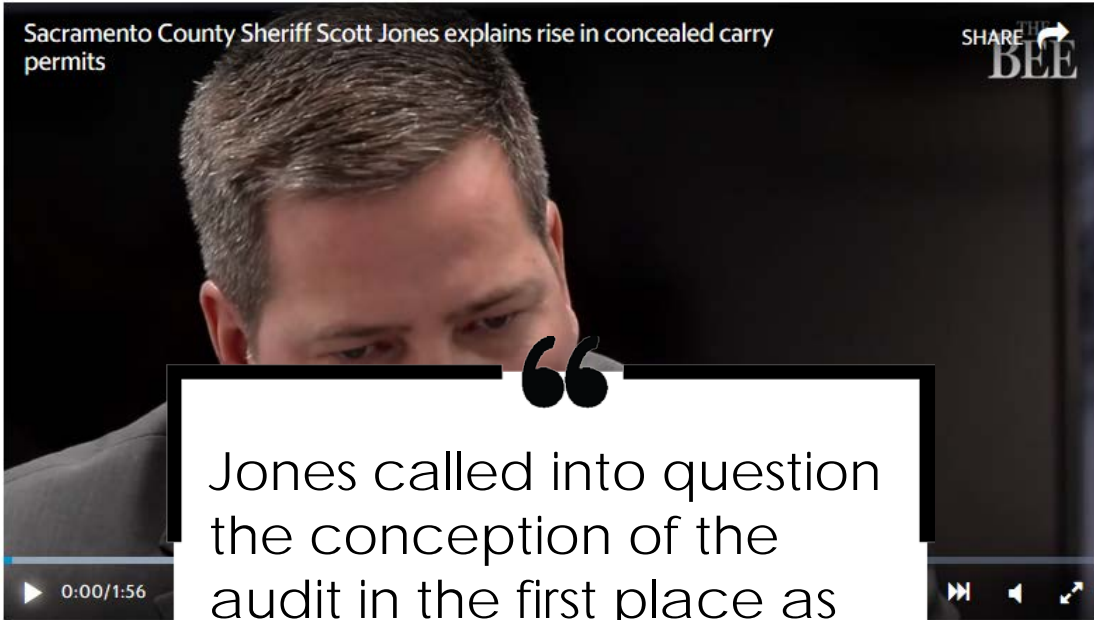 Sacramento County Sheriff Scott Jones explains rise in concealed carry
permits
SHARE
THE
BEE
“
Jones called into question
the conception of the
audit in the first place as
0:00/1:56